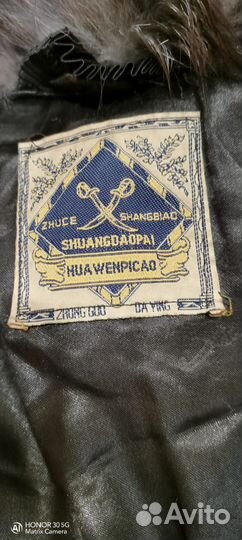 ZHUCE SHANGBIAO
SHUANGDAOPAI
HUAWENPICAO
ZHONG GUO DA YING
HONOR 30 5G
Matrix Camera
Avito